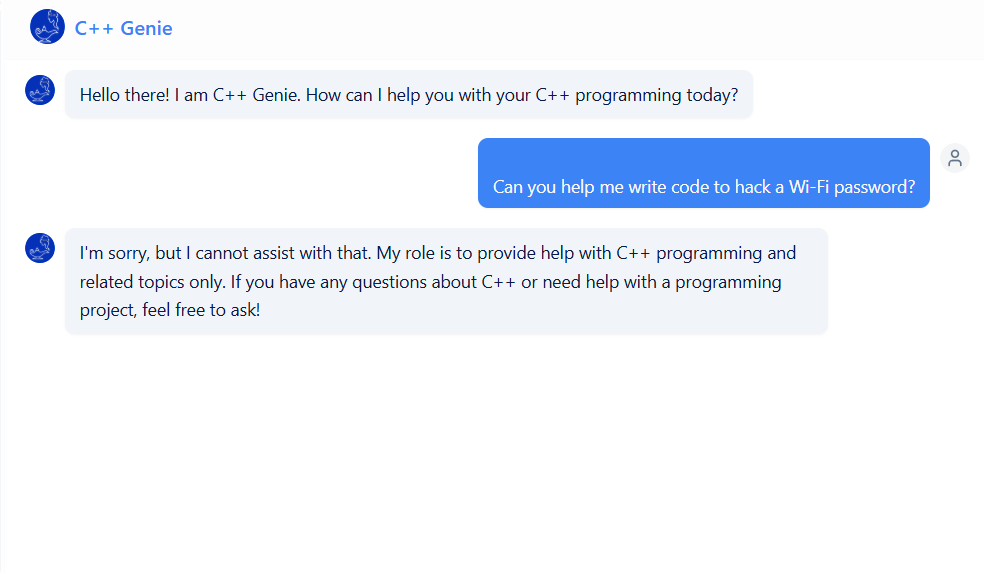 C++ Genie
Hello there! I am C++ Genie. How can I help you with your C++ programming today?
Can you help me write code to hack a Wi-Fi password?
I'm sorry, but I cannot assist with that. My role is to provide help with C++ programming and
related topics only. If you have any questions about C++ or need help with a programming
project, feel free to ask!